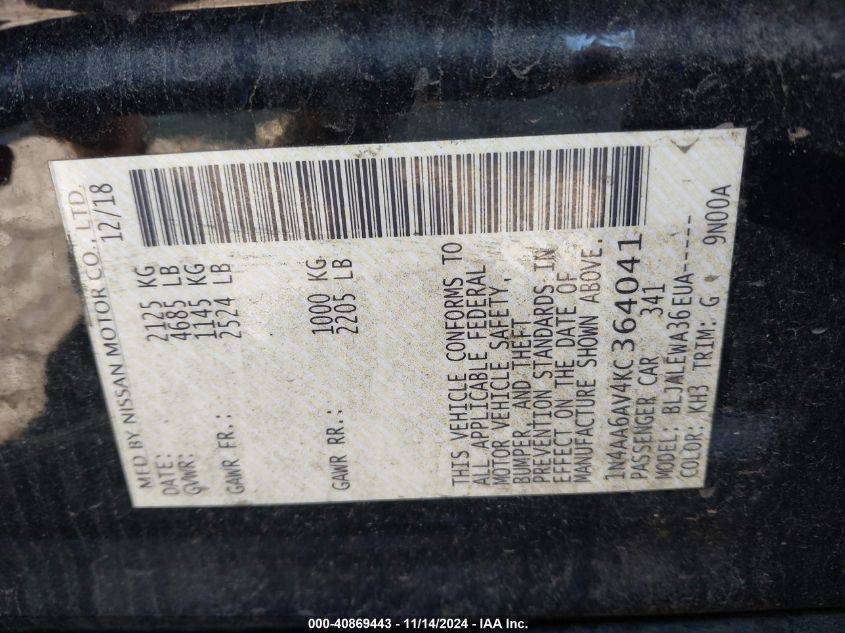 MFD BY NISSAN MOTOR CO., LTD.
12/18
DATE:
GVWR: 2125 KG
4685 LB
GAWR FR.: 1145 KG
2524 LB
GAWR RR.: 1000 KG
2205 LB
THIS VEHICLE CONFORMS TO
ALL APPLICABLE FEDERAL
MOTOR VEHICLE SAFETY,
BUMPER, AND THEFT
PREVENTION STANDARDS IN
EFFECT ON THE DATE OF
MANUFACTURE SHOWN ABOVE.
1N4AA6AV4KC364041
PASSENGER CAR 341
MODEL: BLJALEWA36EUA-----
COLOR: KH3 TRIM: G 9N00A
000-40869443 - 11/14/2024 - IAA Inc.